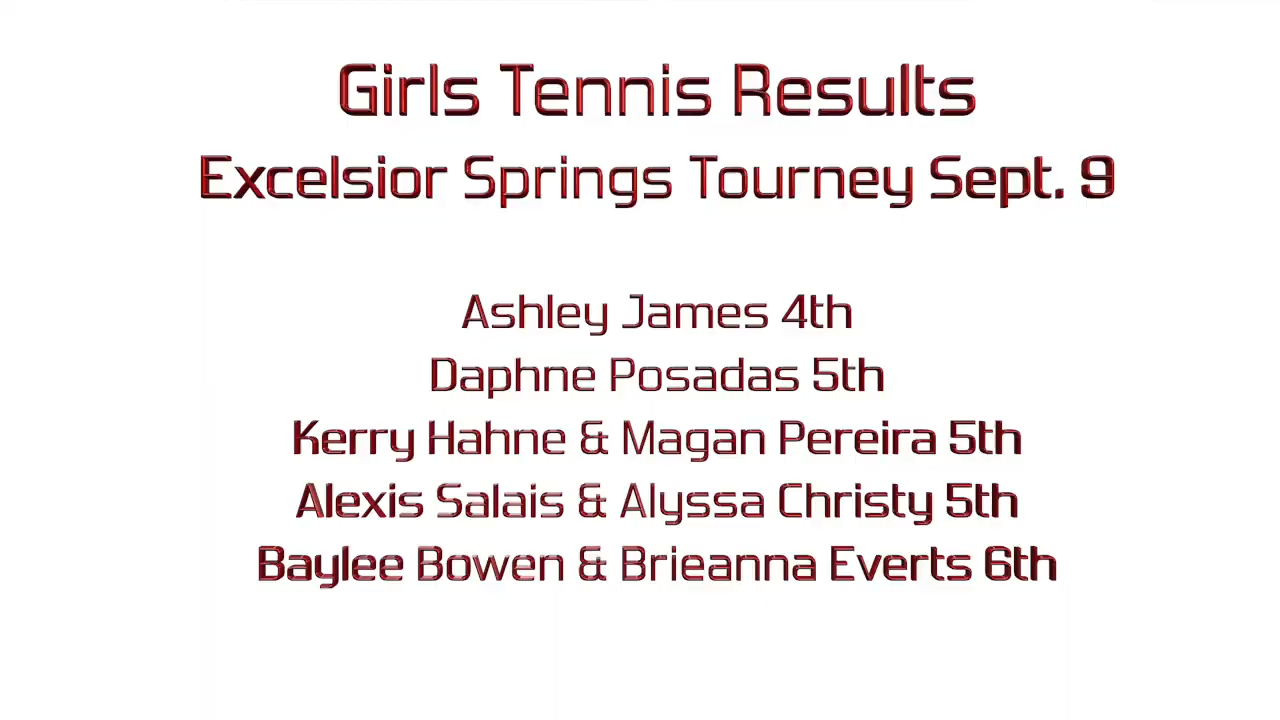 Girls Tennis Results
Excelsior Springs Tourney Sept. 9
Ashley James 4th
Daphne Posadas 5th
Kerry Hahne & Magan Pereira 5th
Alexis Salais & Alyssa Christy 5th
Baylee Bowen & Brieanna Everts 6th